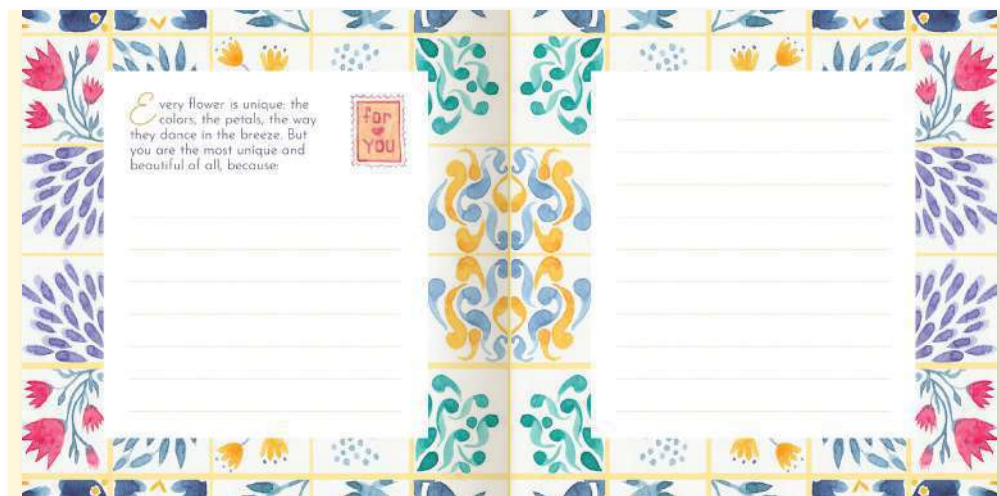 Every flower is unique: the
colors, the petals, the way
they dance in the breeze. But
you are the most unique and
beautiful of all, because:
for
YOU